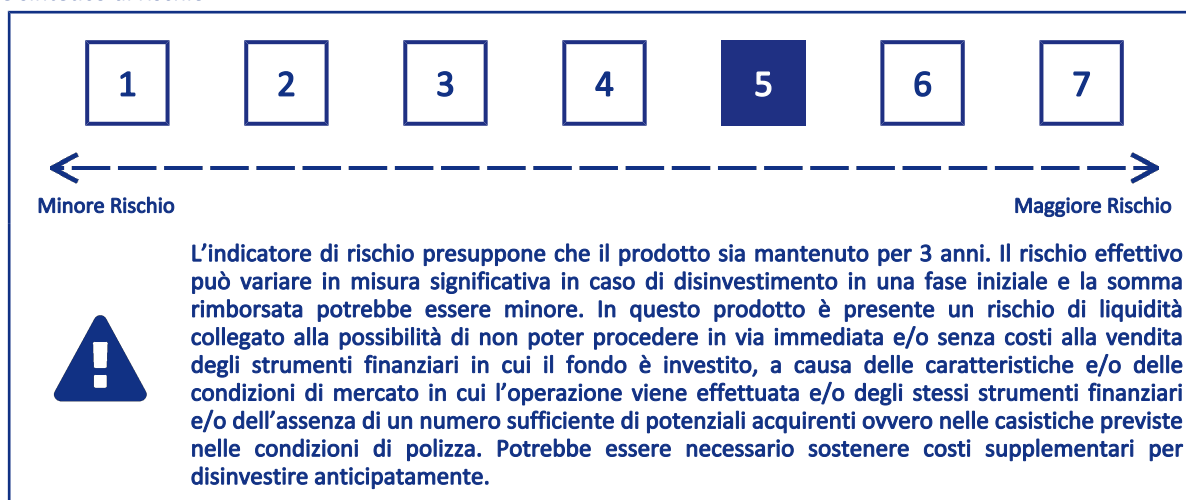 1 2 3 4 5 6 7
Minore Rischio Maggiore Rischio
L'indicatore di rischio presuppone che il prodotto sia mantenuto per 3 anni. Il rischio effettivo
può variare in misura significativa in caso di disinvestimento in una fase iniziale e la somma
rimborsata potrebbe essere minore. In questo prodotto è presente un rischio di liquidità
collegato alla possibilità di non poter procedere in via immediata e/o senza costi alla vendita
degli strumenti finanziari in cui il fondo è investito, a causa delle caratteristiche e/o delle
condizioni di mercato in cui l'operazione viene effettuata e/o degli stessi strumenti finanziari
e/o dell'assenza di un numero sufficiente di potenziali acquirenti ovvero nelle casistiche previste
nelle condizioni di polizza. Potrebbe essere necessario sostenere costi supplementari per
disinvestire anticipatamente.